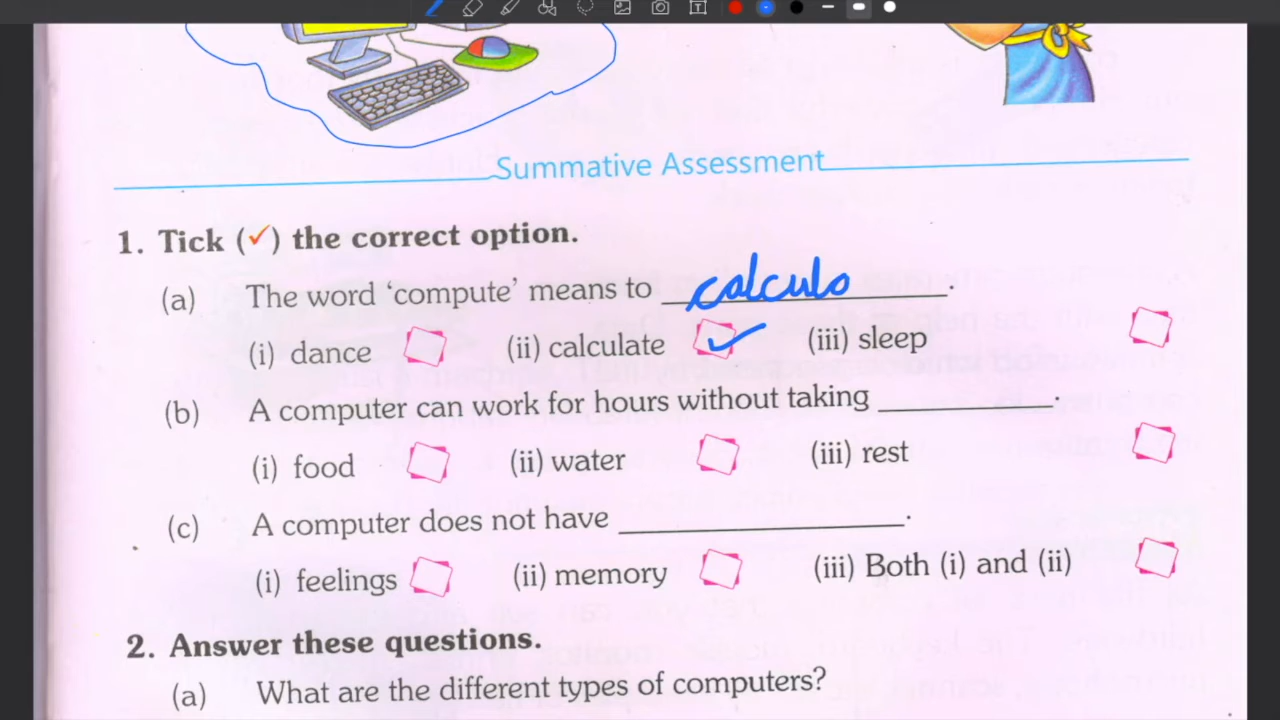 Summative Assessment
1. Tick (✓) the correct option.
(a) The word 'compute' means to calculo.
(i) dance (ii) calculate ✓ (iii) sleep
(b) A computer can work for hours without taking ____________.
(i) food (ii) water (iii) rest
(c) A computer does not have ____________________.
(i) feelings (ii) memory (iii) Both (i) and (ii)
2. Answer these questions.
(a) What are the different types of computers?